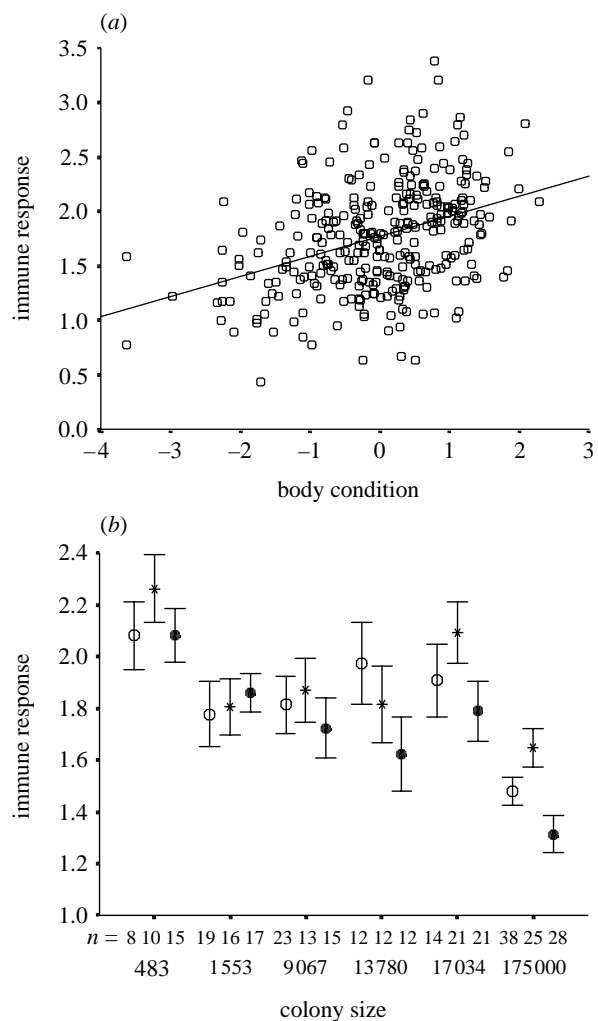 (a)
3.5
3.0
2.5
2.0
1.5
1.0
0.5
0.0
immune response
–4 –3 –2 –1 0 1 2 3
body condition
(b)
2.4
2.2
2.0
1.8
1.6
1.4
1.2
1.0
immune response
n = 8 10 15 19 16 17 23 13 15 12 12 12 14 21 21 38 25 28
483 1553 9067 13780 17034 175000
colony size